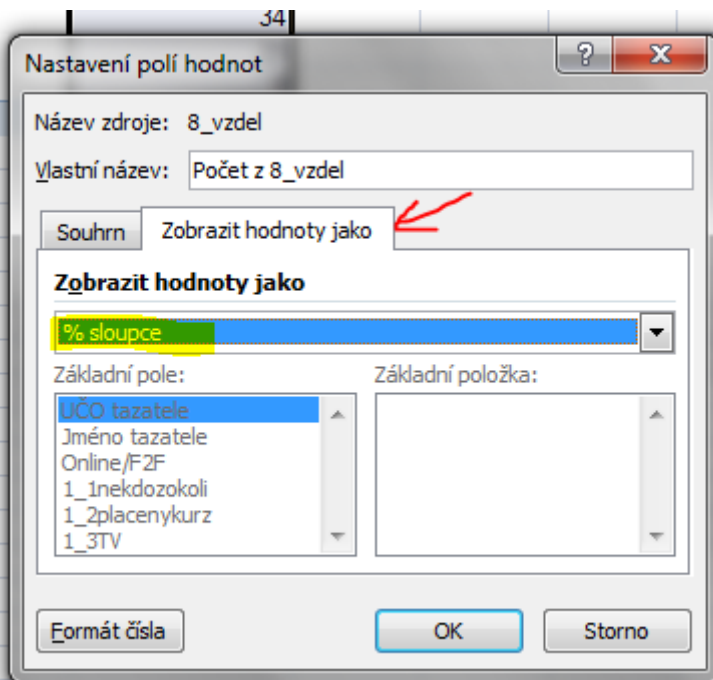 34
Nastavení polí hodnot
Název zdroje: 8_vzdel
Vlastní název: Počet z 8_vzdel
Souhrn Zobrazit hodnoty jako
Zobrazit hodnoty jako
% sloupce
Základní pole: Základní položka:
UČO tazatele
Jméno tazatele
Online/F2F
1_1nekdozokoli
1_2placenykurz
1_3TV
Formát čísla OK Storno